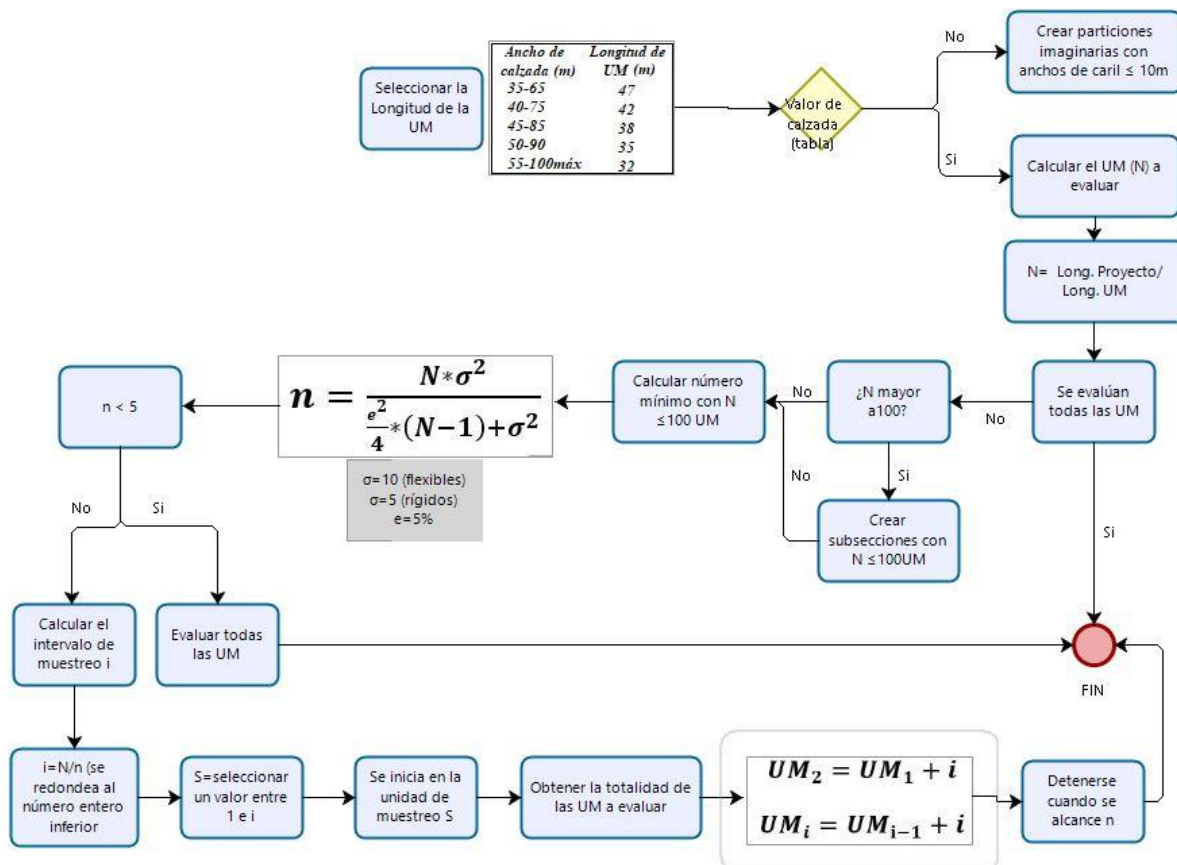 Seleccionar la
Longitud de la
UM
Ancho de Longitud de
calzada (m) UM (m)
35-65 47
40-75 42
45-85 38
50-90 35
55-100máx 32
Valor de
calzada
(tabla)
No
Crear particiones
imaginarias con
anchos de caril ≤ 10m
Si
Calcular el UM (N) a
evaluar
N= Long. Proyecto/
Long. UM
Se evalúan
todas las UM
No
Si
¿N mayor
a100?
No
Si
Crear
subsecciones con
N ≤100UM
No
Calcular número
mínimo con N
≤100 UM
n = N*σ² / (e²/4 *(N−1)+σ²)
σ=10 (flexibles)
σ=5 (rígidos)
e=5%
n < 5
No
Si
Calcular el
intervalo de
muestreo i
Evaluar todas
las UM
FIN
i=N/n (se
redondea al
número entero
inferior
S=seleccionar
un valor entre
1 e i
Se inicia en la
unidad de
muestreo S
Obtener la totalidad de
las UM a evaluar
UM₂ = UM₁ + i
UMᵢ = UMᵢ₋₁ + i
Detenerse
cuando se
alcance n